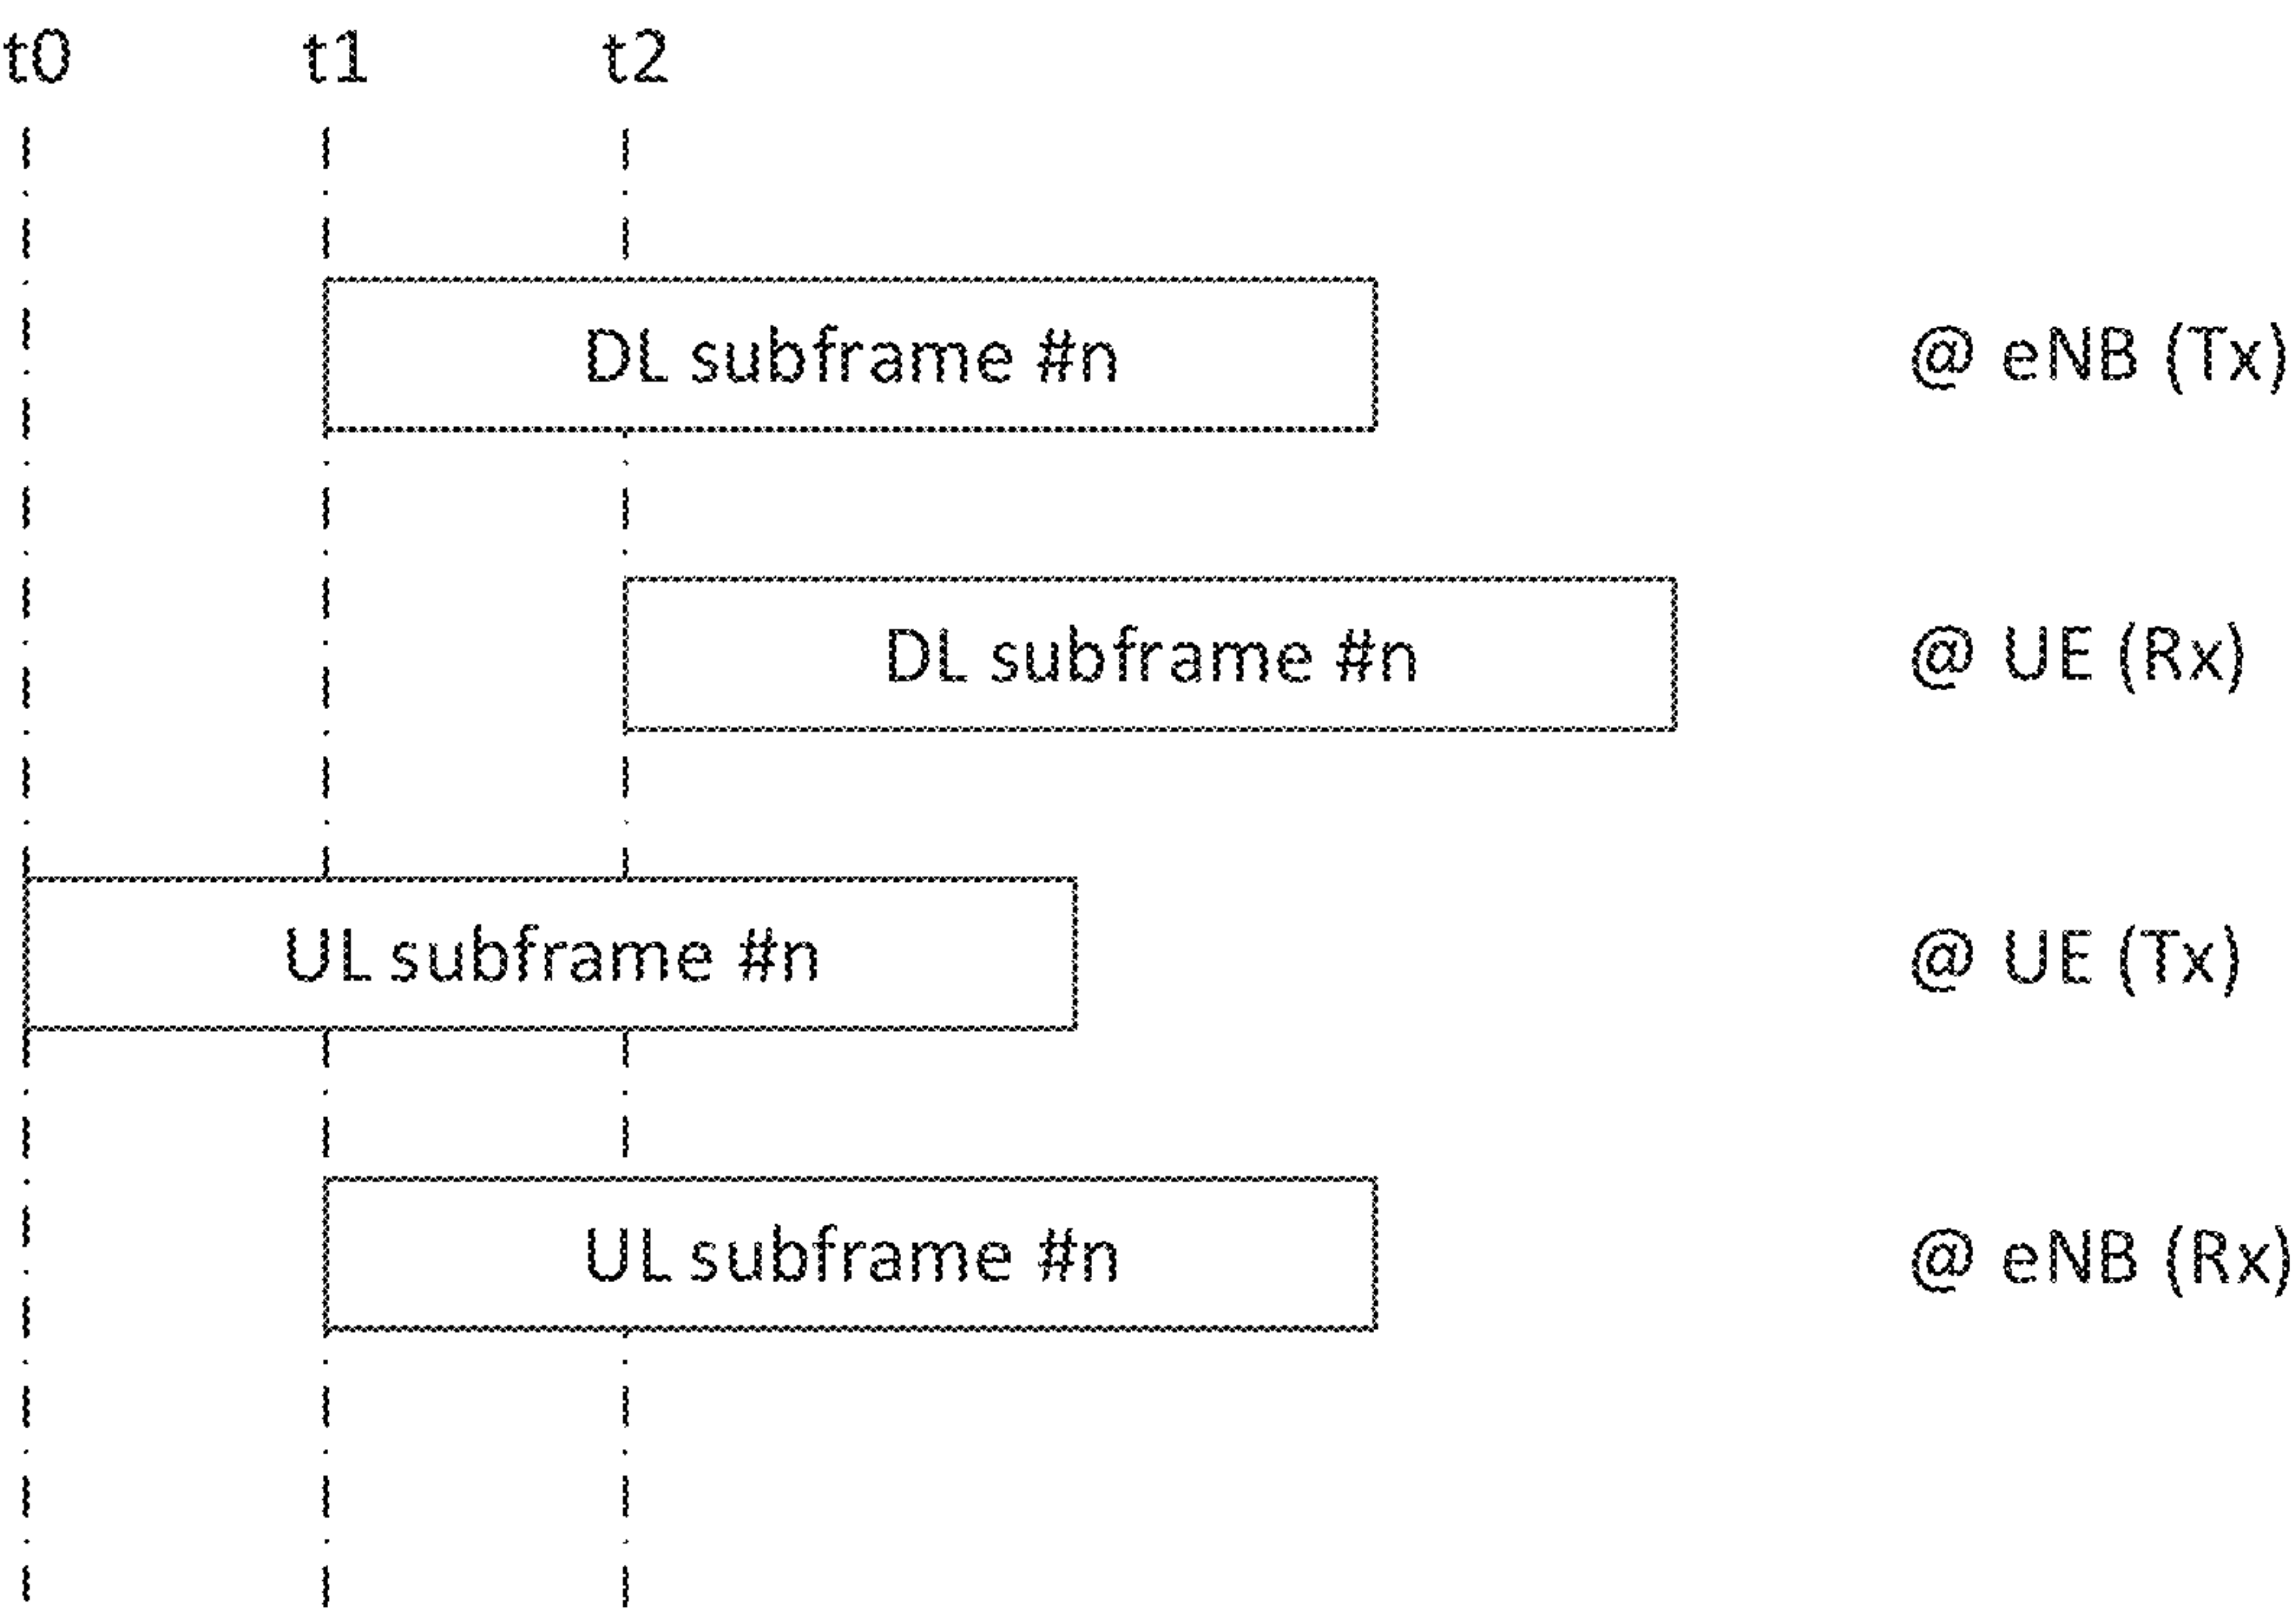 t0 t1 t2
DL subframe #n @ eNB (Tx)
DL subframe #n @ UE (Rx)
UL subframe #n @ UE (Tx)
UL subframe #n @ eNB (Rx)